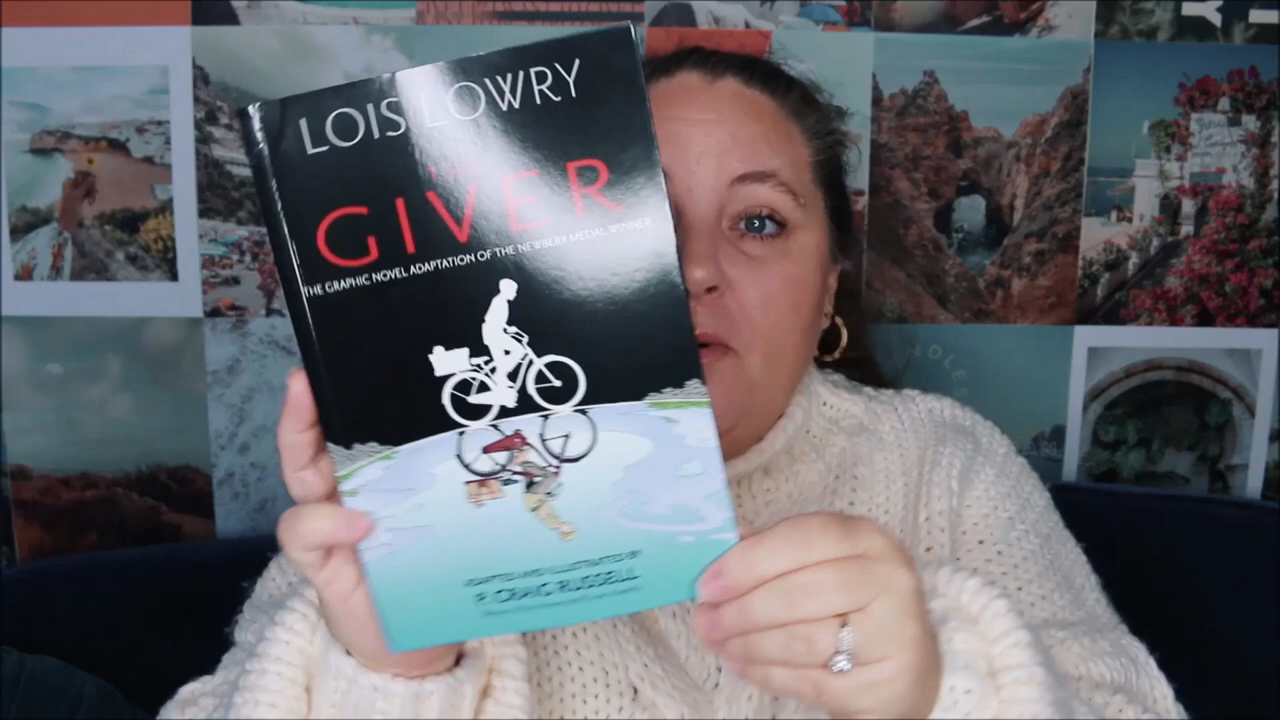 LOIS LOWRY
GIVER
THE GRAPHIC NOVEL ADAPTATION OF THE NEWBERY MEDAL WINNER
ADAPTED AND ILLUSTRATED BY
P. CRAIG RUSSELL